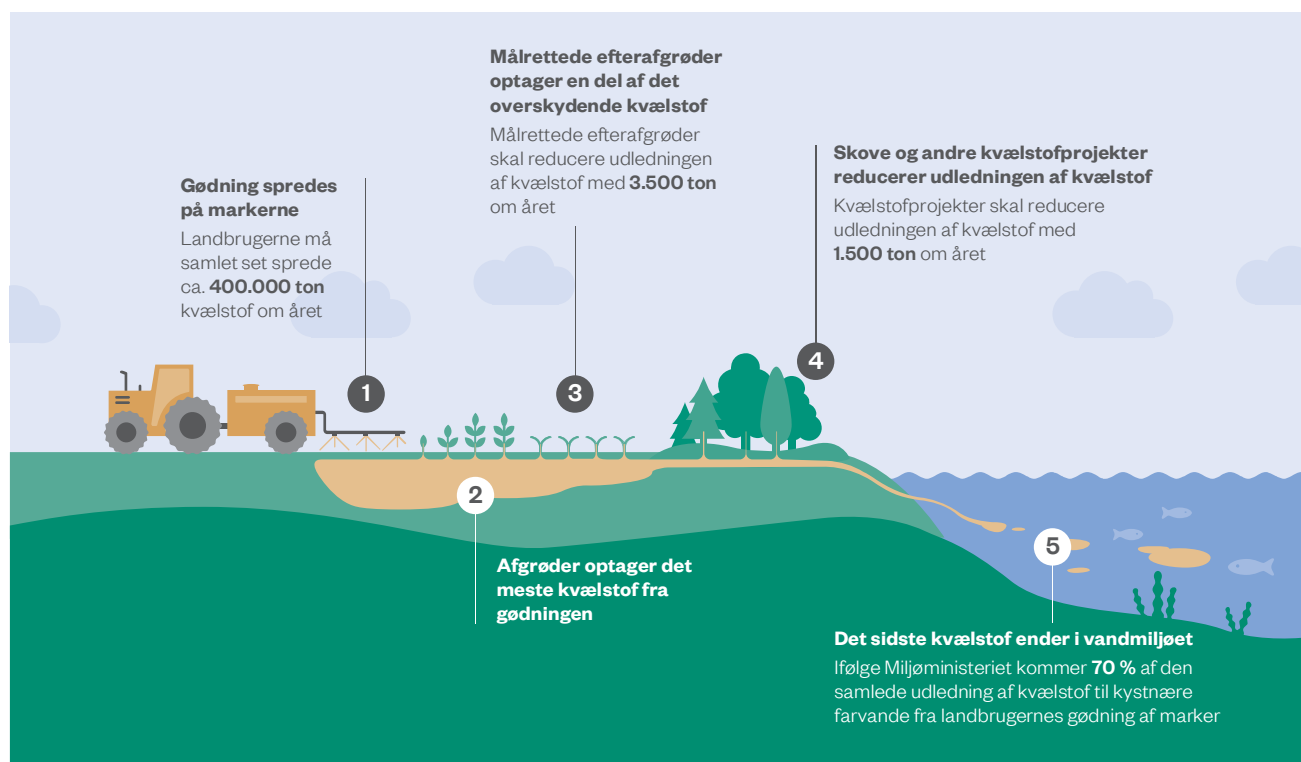 Gødning spredes
på markerne
Landbrugerne må
samlet set sprede
ca. 400.000 ton
kvælstof om året
1
2
Afgrøder optager det
meste kvælstof fra
gødningen
Målrettede efterafgrøder
optager en del af det
overskydende kvælstof
Målrettede efterafgrøder
skal reducere udledningen
af kvælstof med 3.500 ton
om året
3
Skove og andre kvælstofprojekter
reducerer udledningen af kvælstof
Kvælstofprojekter skal reducere
udledningen af kvælstof med
1.500 ton om året
4
5
Det sidste kvælstof ender i vandmiljøet
Ifølge Miljøministeriet kommer 70 % af den
samlede udledning af kvælstof til kystnære
farvande fra landbrugernes gødning af marker